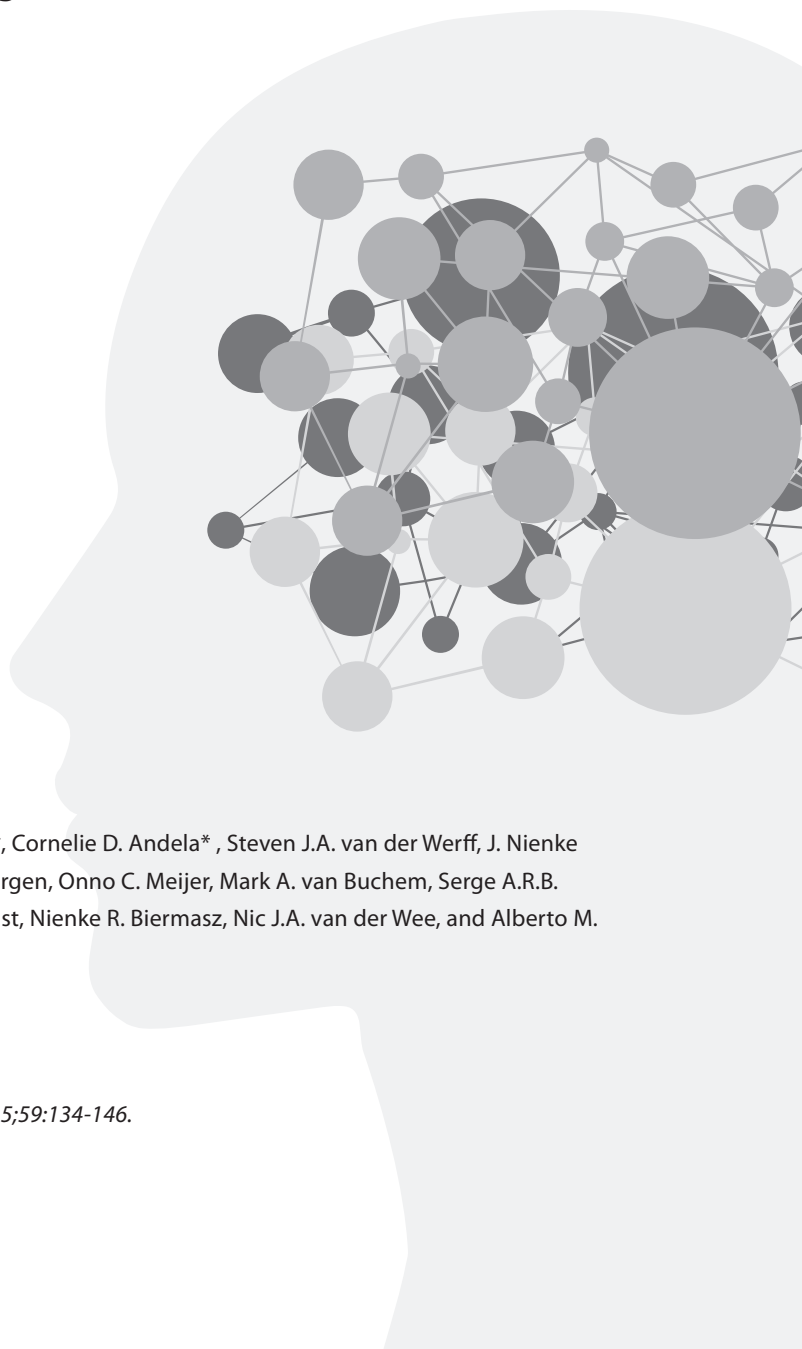 , Cornelie D. Andela* , Steven J.A. van der Werff, J. Nienke
rgen, Onno C. Meijer, Mark A. van Buchem, Serge A.R.B.
st, Nienke R. Biermasz, Nic J.A. van der Wee, and Alberto M.
5;59:134-146.